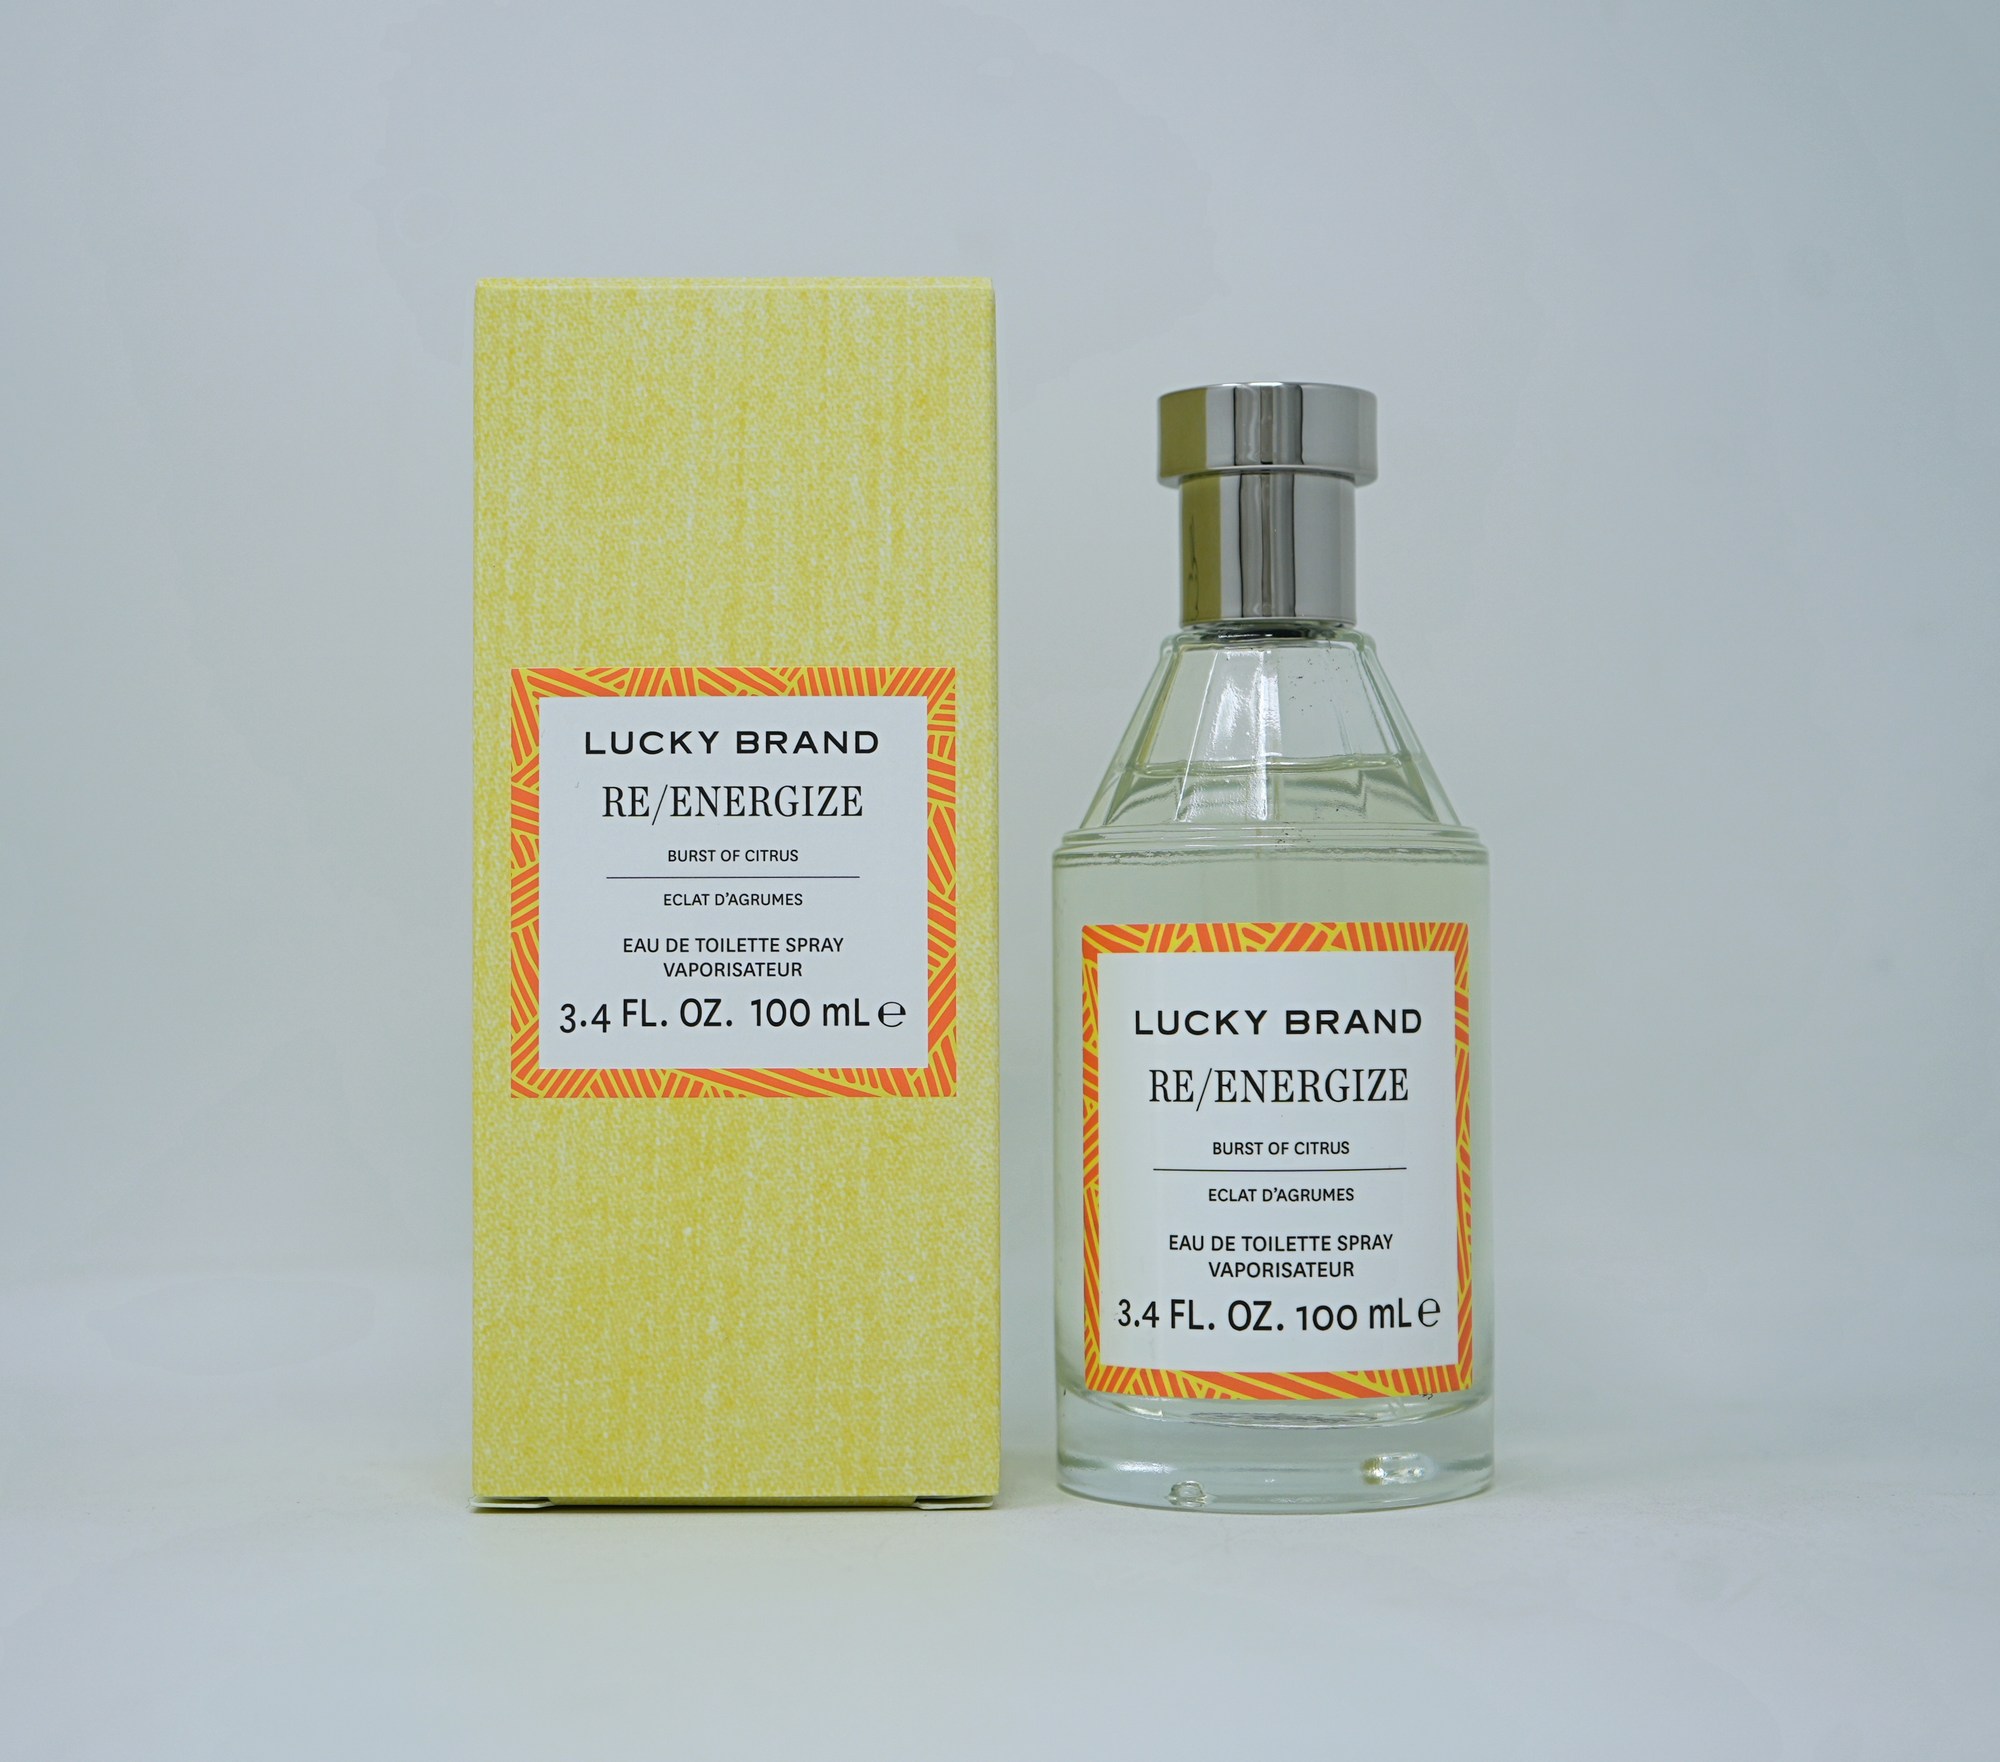 LUCKY BRAND
RE/ENERGIZE
BURST OF CITRUS
ECLAT D'AGRUMES
EAU DE TOILETTE SPRAY
VAPORISATEUR
3.4 FL. OZ. 100 mL ℮
LUCKY BRAND
RE/ENERGIZE
BURST OF CITRUS
ECLAT D'AGRUMES
EAU DE TOILETTE SPRAY
VAPORISATEUR
3.4 FL. OZ. 100 mL ℮